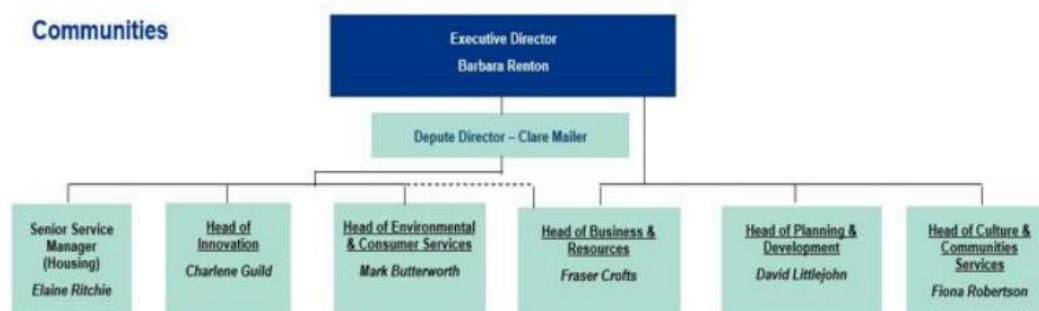 Communities
Executive Director
Barbara Renton
Depute Director – Clare Mailer
Senior Service
Manager
(Housing)
Elaine Ritchie
Head of
Innovation
Charlene Guild
Head of Environmental
& Consumer Services
Mark Butterworth
Head of Business &
Resources
Fraser Crofts
Head of Planning &
Development
David Littlejohn
Head of Culture &
Communities
Services
Fiona Robertson